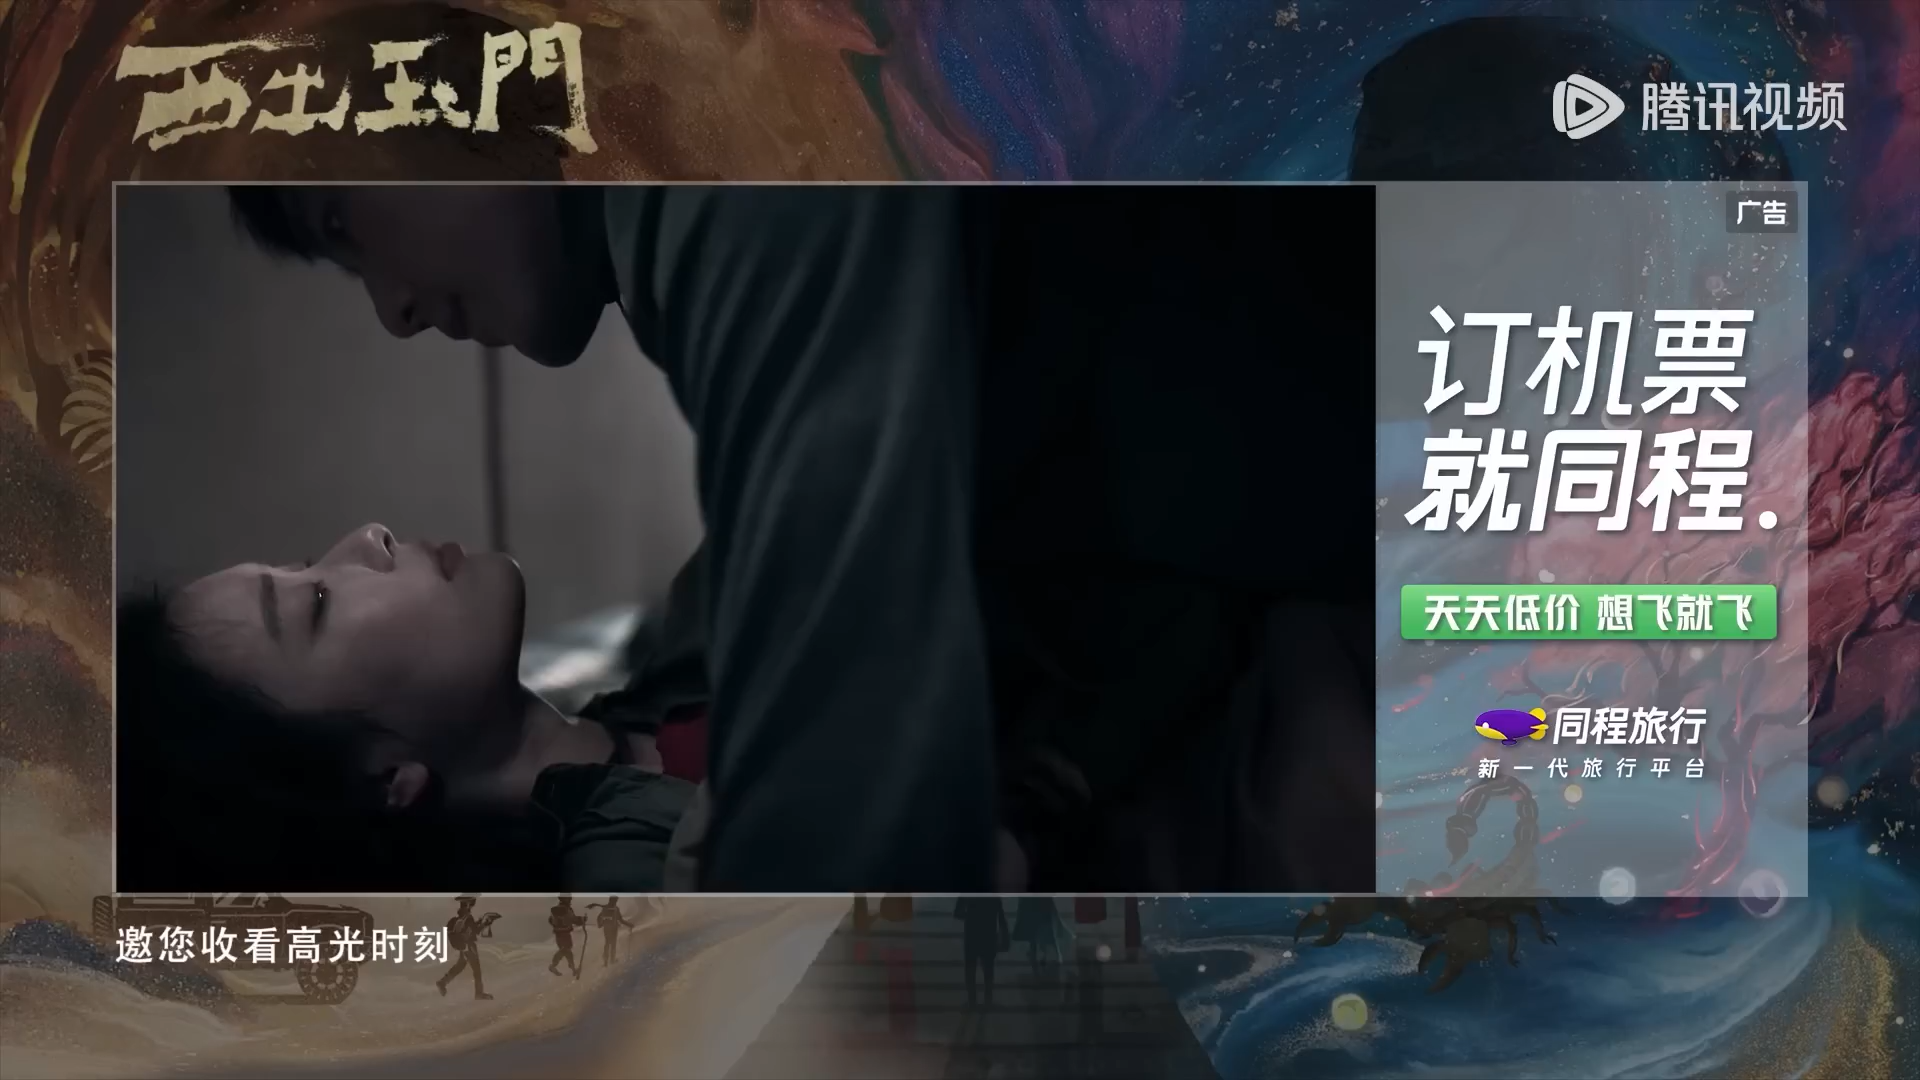 西出玉門
腾讯视频
广告
订机票
就同程.
天天低价 想飞就飞
同程旅行
新一代旅行平台
邀您收看高光时刻